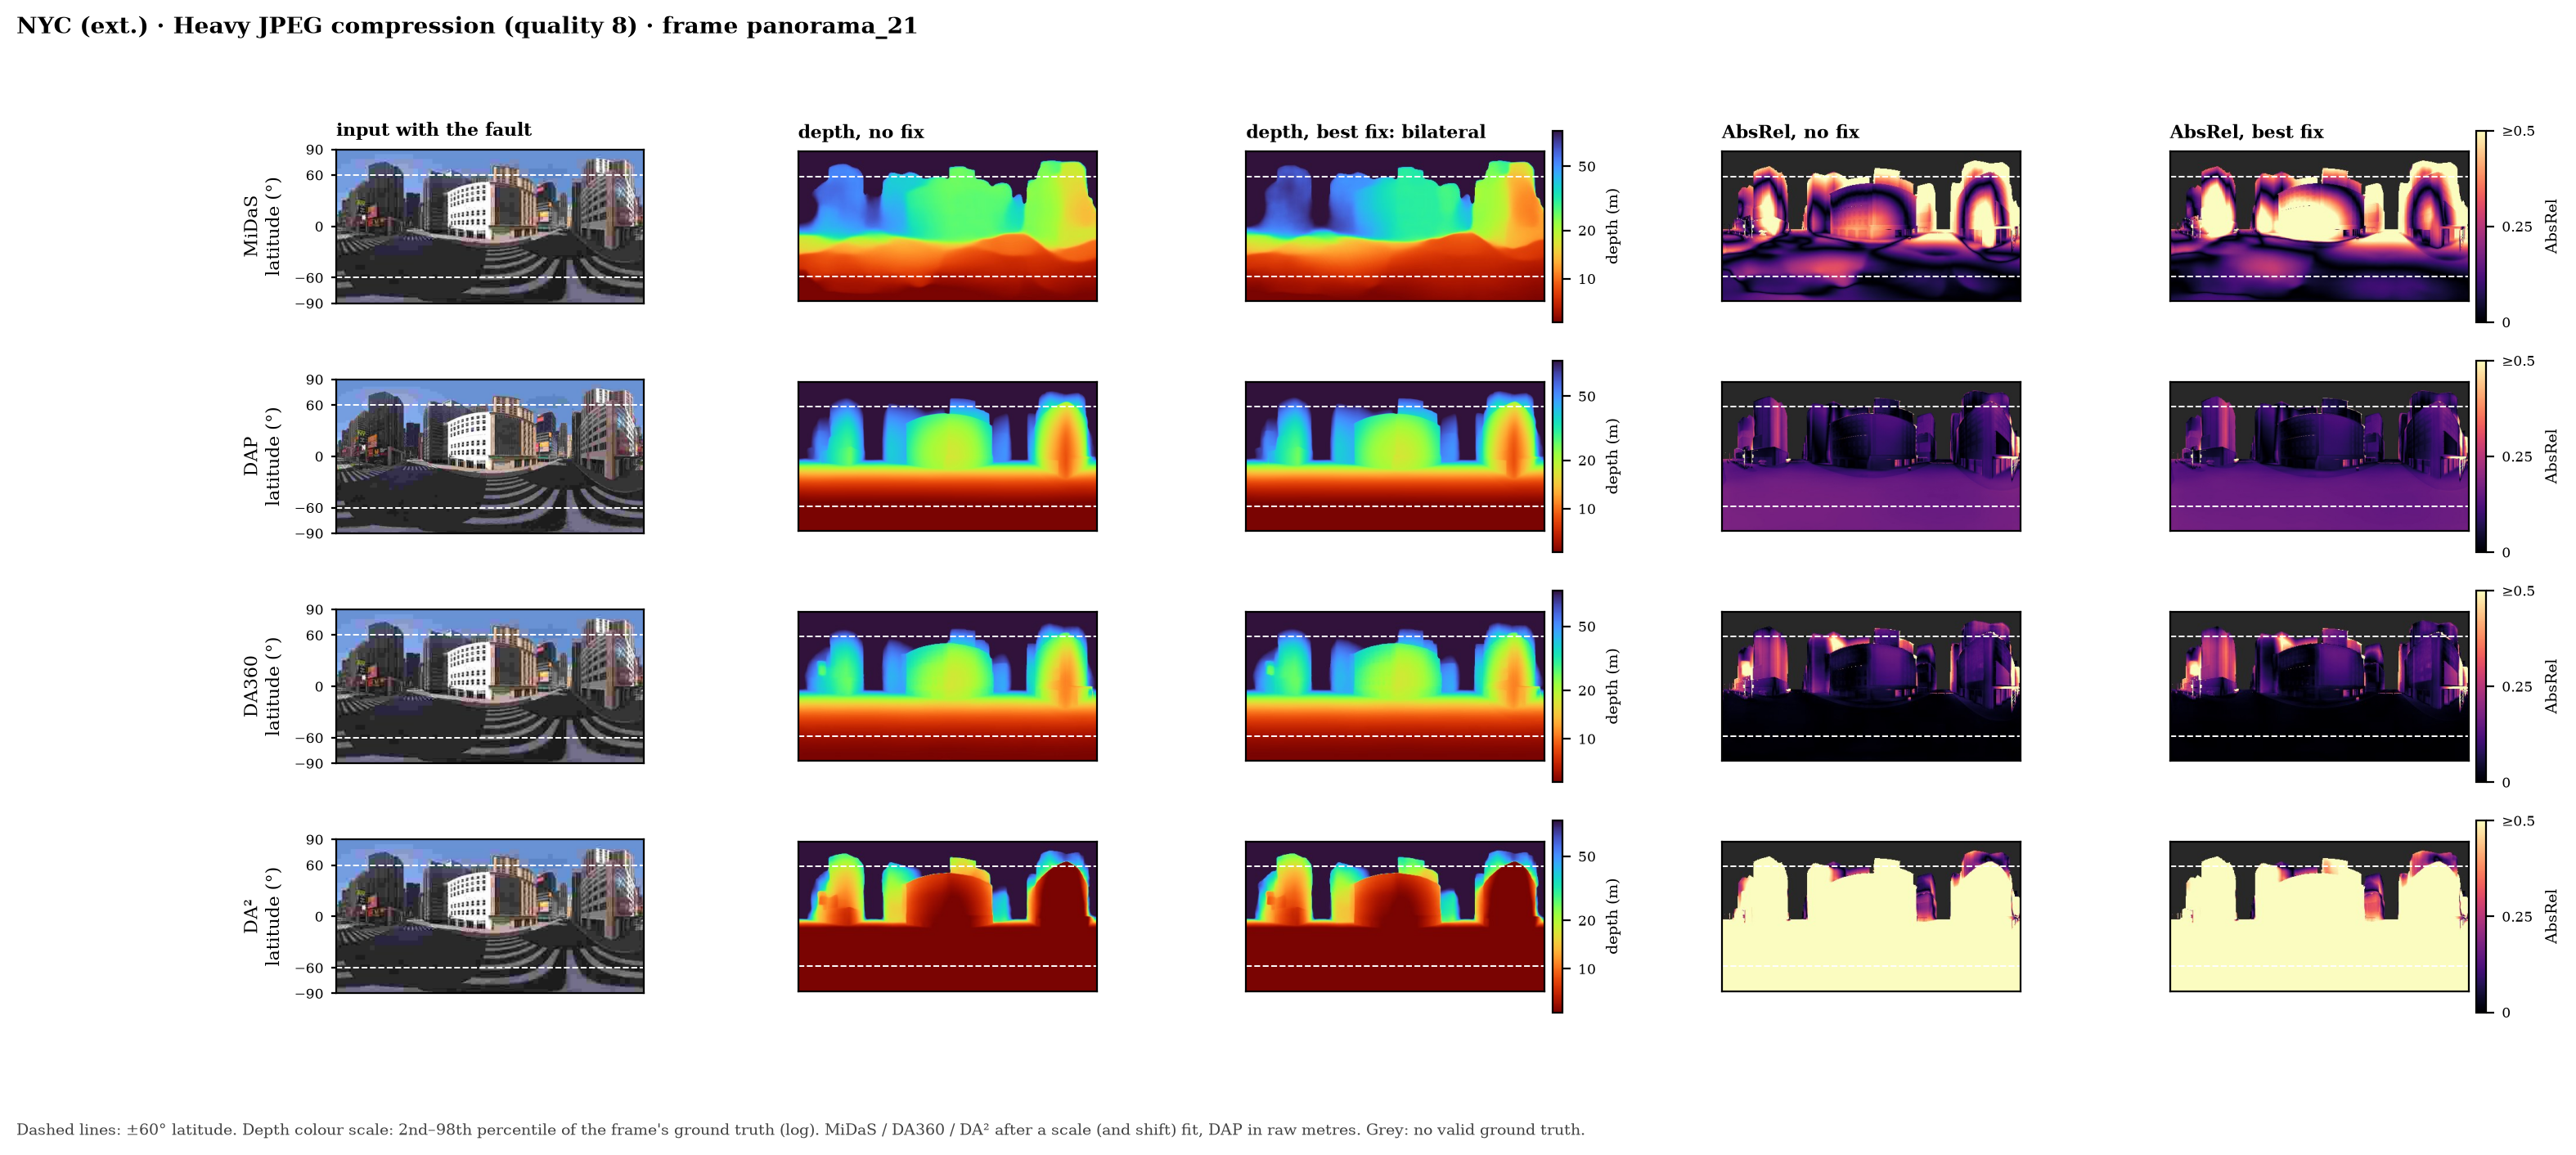 NYC (ext.) · Heavy JPEG compression (quality 8) · frame panorama_21
input with the fault
depth, no fix
depth, best fix: bilateral
AbsRel, no fix
AbsRel, best fix
MiDaS
latitude (°)
90
60
0
−60
−90
50
20
10
depth (m)
≥0.5
0.25
0
AbsRel
DAP
latitude (°)
90
60
0
−60
−90
50
20
10
depth (m)
≥0.5
0.25
0
AbsRel
DA360
latitude (°)
90
60
0
−60
−90
50
20
10
depth (m)
≥0.5
0.25
0
AbsRel
DA²
latitude (°)
90
60
0
−60
−90
50
20
10
depth (m)
≥0.5
0.25
0
AbsRel
Dashed lines: ±60° latitude. Depth colour scale: 2nd–98th percentile of the frame's ground truth (log). MiDaS / DA360 / DA² after a scale (and shift) fit, DAP in raw metres. Grey: no valid ground truth.